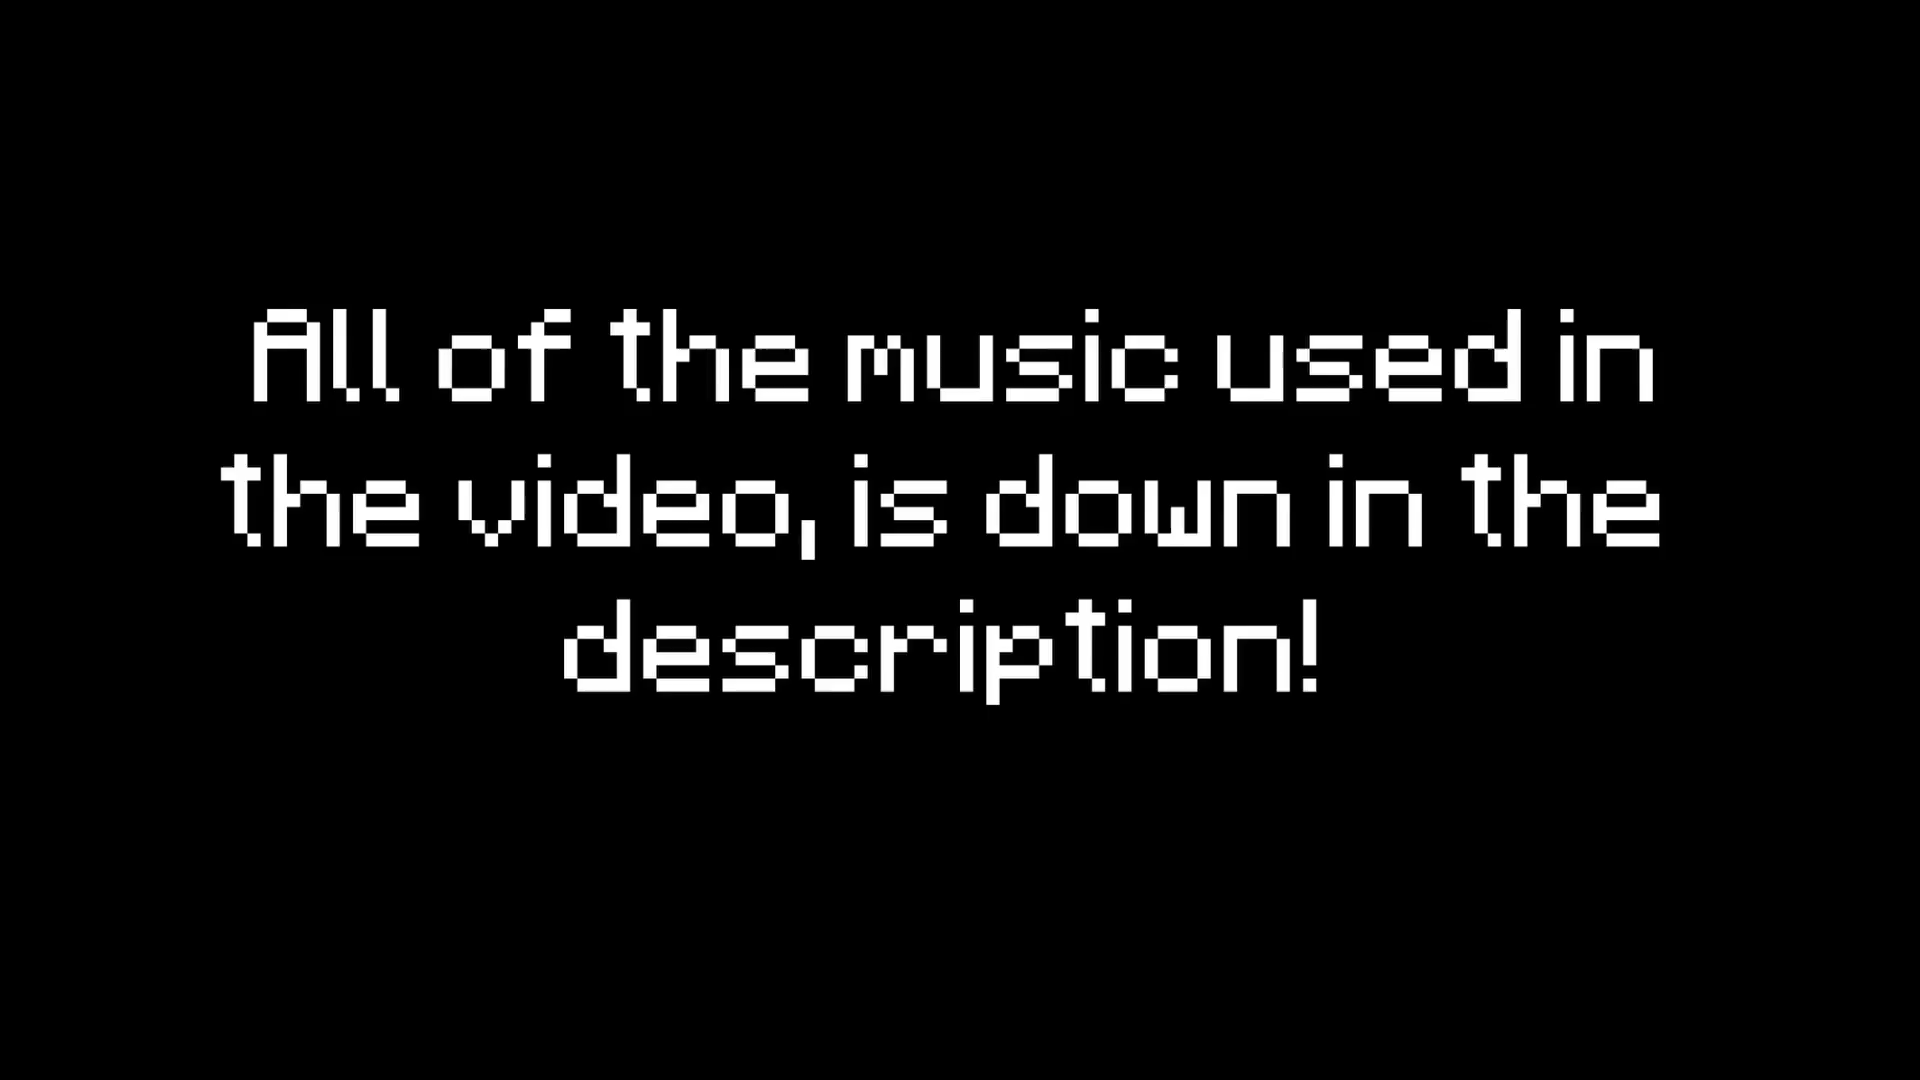 All of the music used in
the video, is down in the
description!